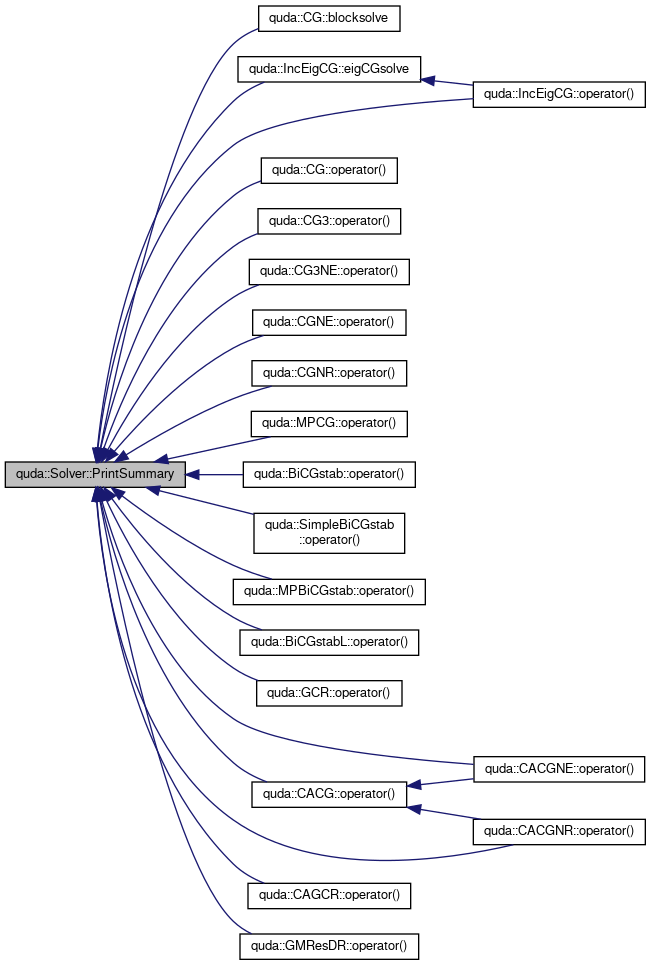 quda::CG::blocksolve
quda::IncEigCG::eigCGsolve
quda::IncEigCG::operator()
quda::CG::operator()
quda::CG3::operator()
quda::CG3NE::operator()
quda::CGNE::operator()
quda::CGNR::operator()
quda::MPCG::operator()
quda::Solver::PrintSummary
quda::BiCGstab::operator()
quda::SimpleBiCGstab
::operator()
quda::MPBiCGstab::operator()
quda::BiCGstabL::operator()
quda::GCR::operator()
quda::CACGNE::operator()
quda::CACG::operator()
quda::CACGNR::operator()
quda::CAGCR::operator()
quda::GMResDR::operator()